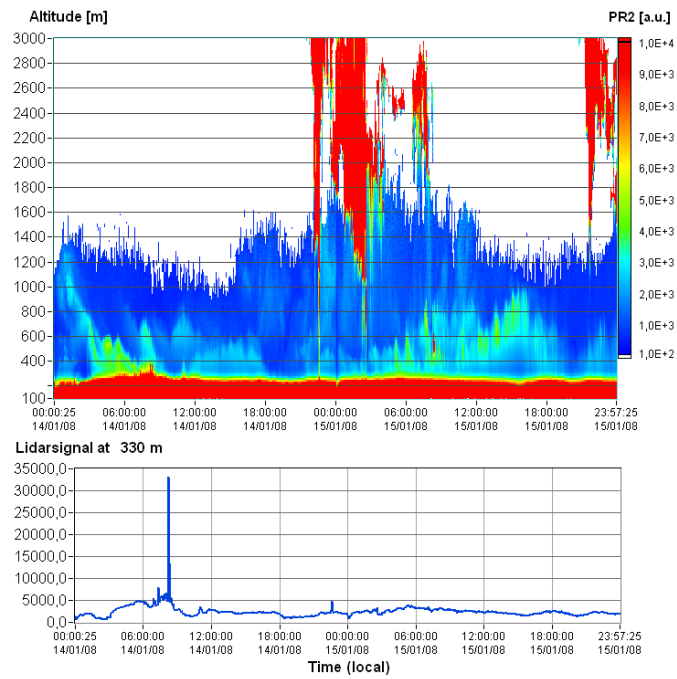 Altitude [m]
PR2 [a.u.]
3000
2800
2600
2400
2200
2000
1800
1600
1400
1200
1000
800
600
400
100
1,0E+4
9,0E+3
8,0E+3
7,0E+3
6,0E+3
5,0E+3
4,0E+3
3,0E+3
2,0E+3
1,0E+3
1,0E+2
00:00:25 06:00:00 12:00:00 18:00:00 00:00:00 06:00:00 12:00:00 18:00:00 23:57:25
14/01/08 14/01/08 14/01/08 14/01/08 15/01/08 15/01/08 15/01/08 15/01/08 15/01/08
Lidarsignal at 330 m
35000,0
30000,0
25000,0
20000,0
15000,0
10000,0
5000,0
0,0
00:00:25 06:00:00 12:00:00 18:00:00 00:00:00 06:00:00 12:00:00 18:00:00 23:57:25
14/01/08 14/01/08 14/01/08 14/01/08 15/01/08 15/01/08 15/01/08 15/01/08 15/01/08
Time (local)